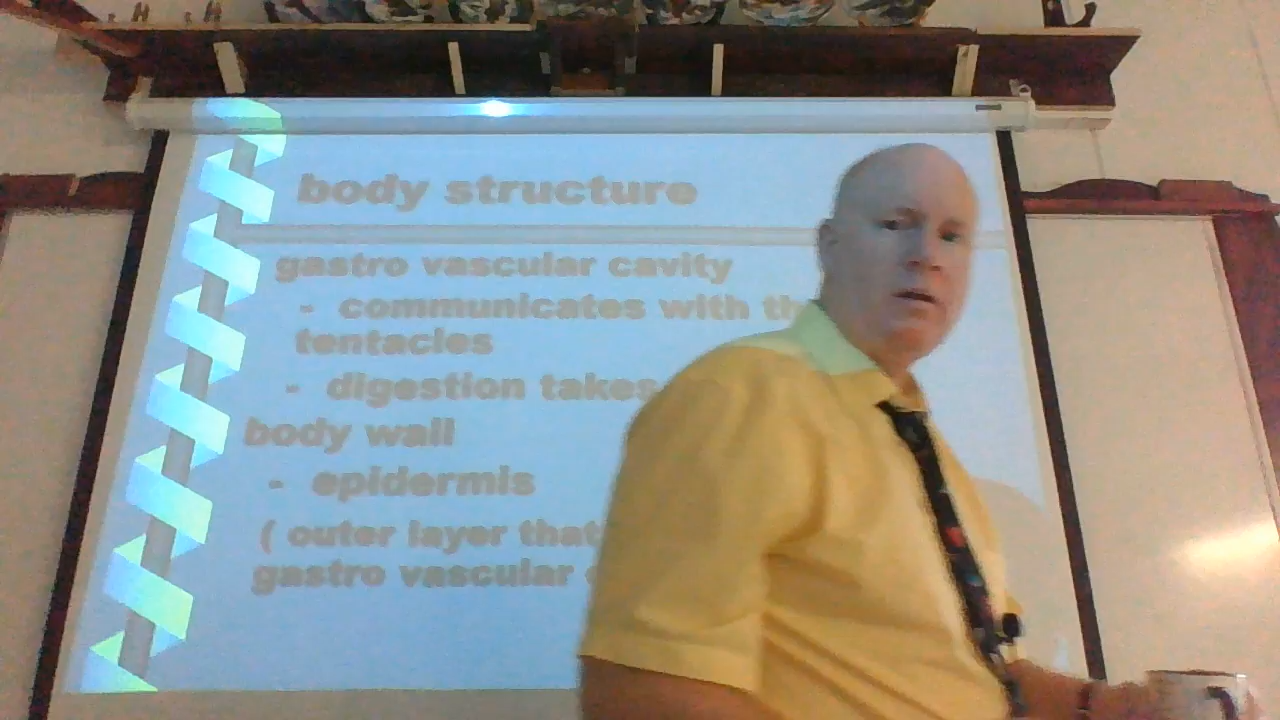 body structure
gastro vascular cavity
- communicates with th
tentacles
- digestion takes
body wall
- epidermis
( outer layer that
gastro vascular